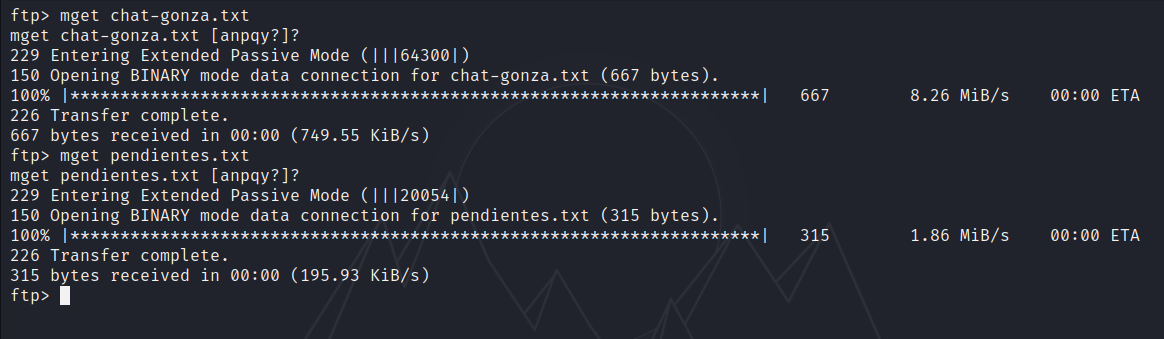 ftp> mget chat-gonza.txt
mget chat-gonza.txt [anpqy?]?
229 Entering Extended Passive Mode (|||64300|)
150 Opening BINARY mode data connection for chat-gonza.txt (667 bytes).
100% |*********************************************************************| 667 8.26 MiB/s 00:00 ETA
226 Transfer complete.
667 bytes received in 00:00 (749.55 KiB/s)
ftp> mget pendientes.txt
mget pendientes.txt [anpqy?]?
229 Entering Extended Passive Mode (|||20054|)
150 Opening BINARY mode data connection for pendientes.txt (315 bytes).
100% |*********************************************************************| 315 1.86 MiB/s 00:00 ETA
226 Transfer complete.
315 bytes received in 00:00 (195.93 KiB/s)
ftp>